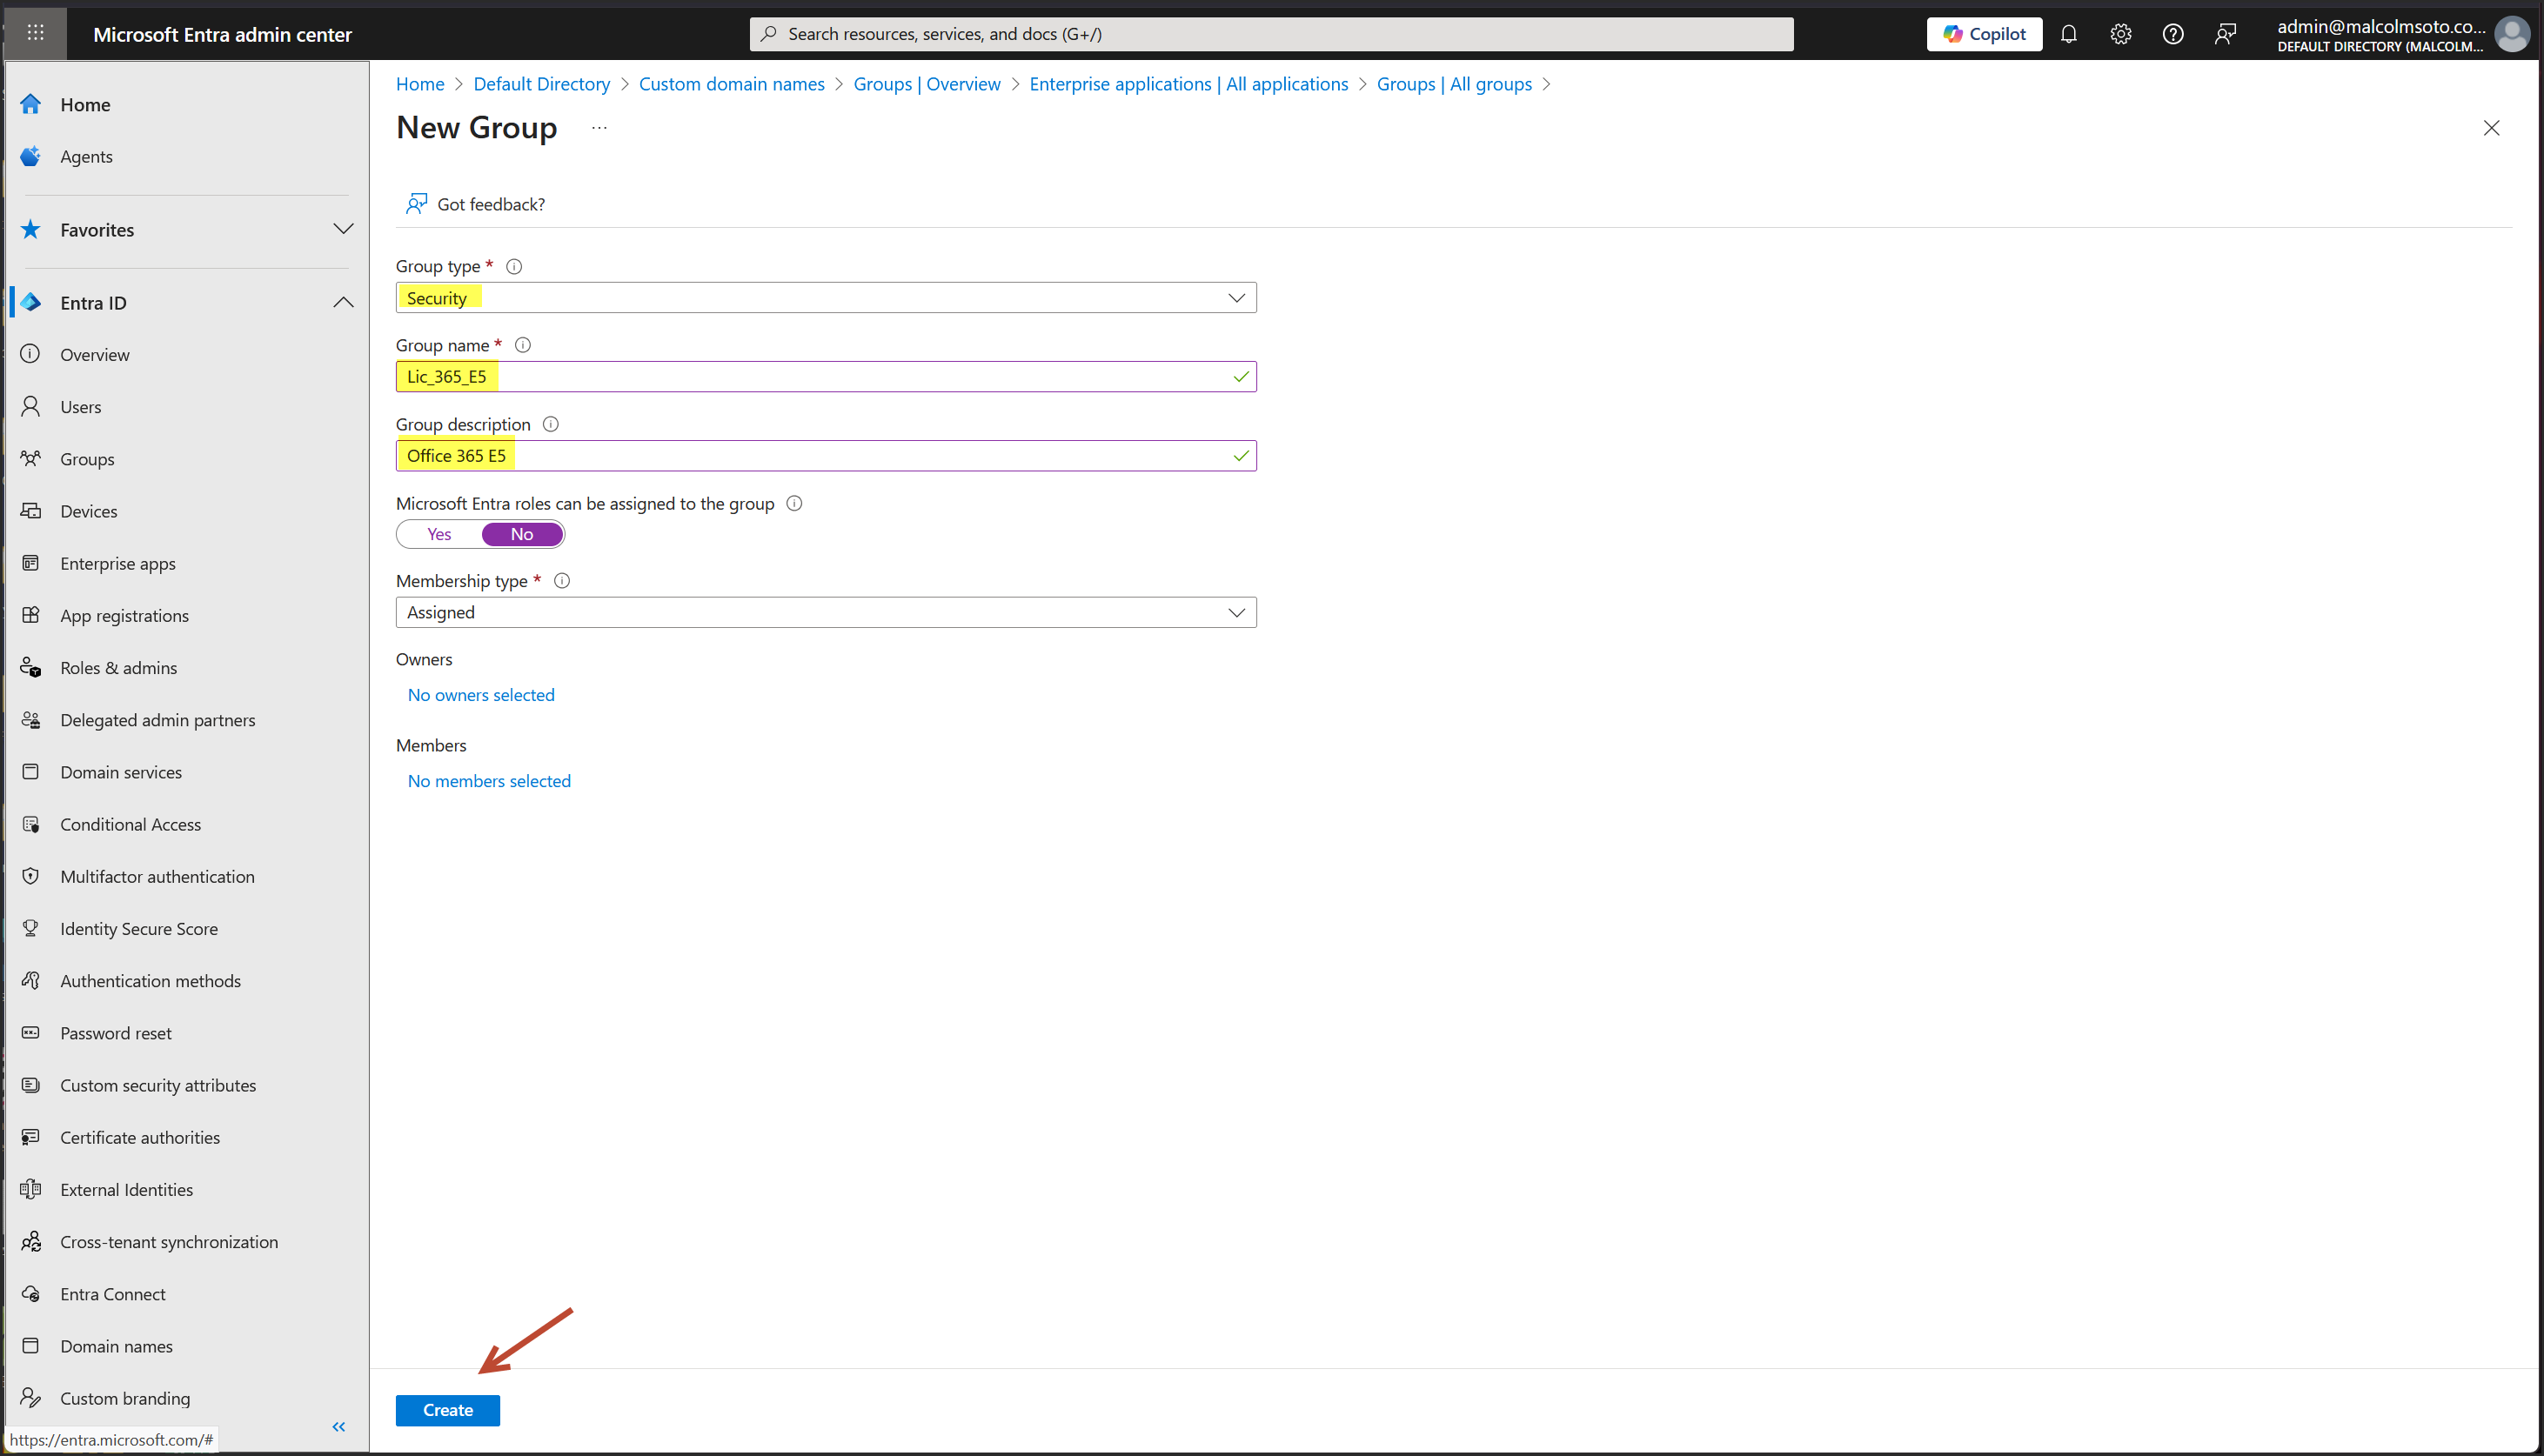 Microsoft Entra admin center
Search resources, services, and docs (G+/)
Copilot
admin@malcolmsoto.co...
DEFAULT DIRECTORY (MALCOLM...
Home
Agents
Favorites
Entra ID
Overview
Users
Groups
Devices
Enterprise apps
App registrations
Roles & admins
Delegated admin partners
Domain services
Conditional Access
Multifactor authentication
Identity Secure Score
Authentication methods
Password reset
Custom security attributes
Certificate authorities
External Identities
Cross-tenant synchronization
Entra Connect
Domain names
Custom branding
https://entra.microsoft.com/#
Home > Default Directory > Custom domain names > Groups | Overview > Enterprise applications | All applications > Groups | All groups >
New Group ...
Got feedback?
Group type *
Security
Group name *
Lic_365_E5
Group description
Office 365 E5
Microsoft Entra roles can be assigned to the group
Yes No
Membership type *
Assigned
Owners
No owners selected
Members
No members selected
Create